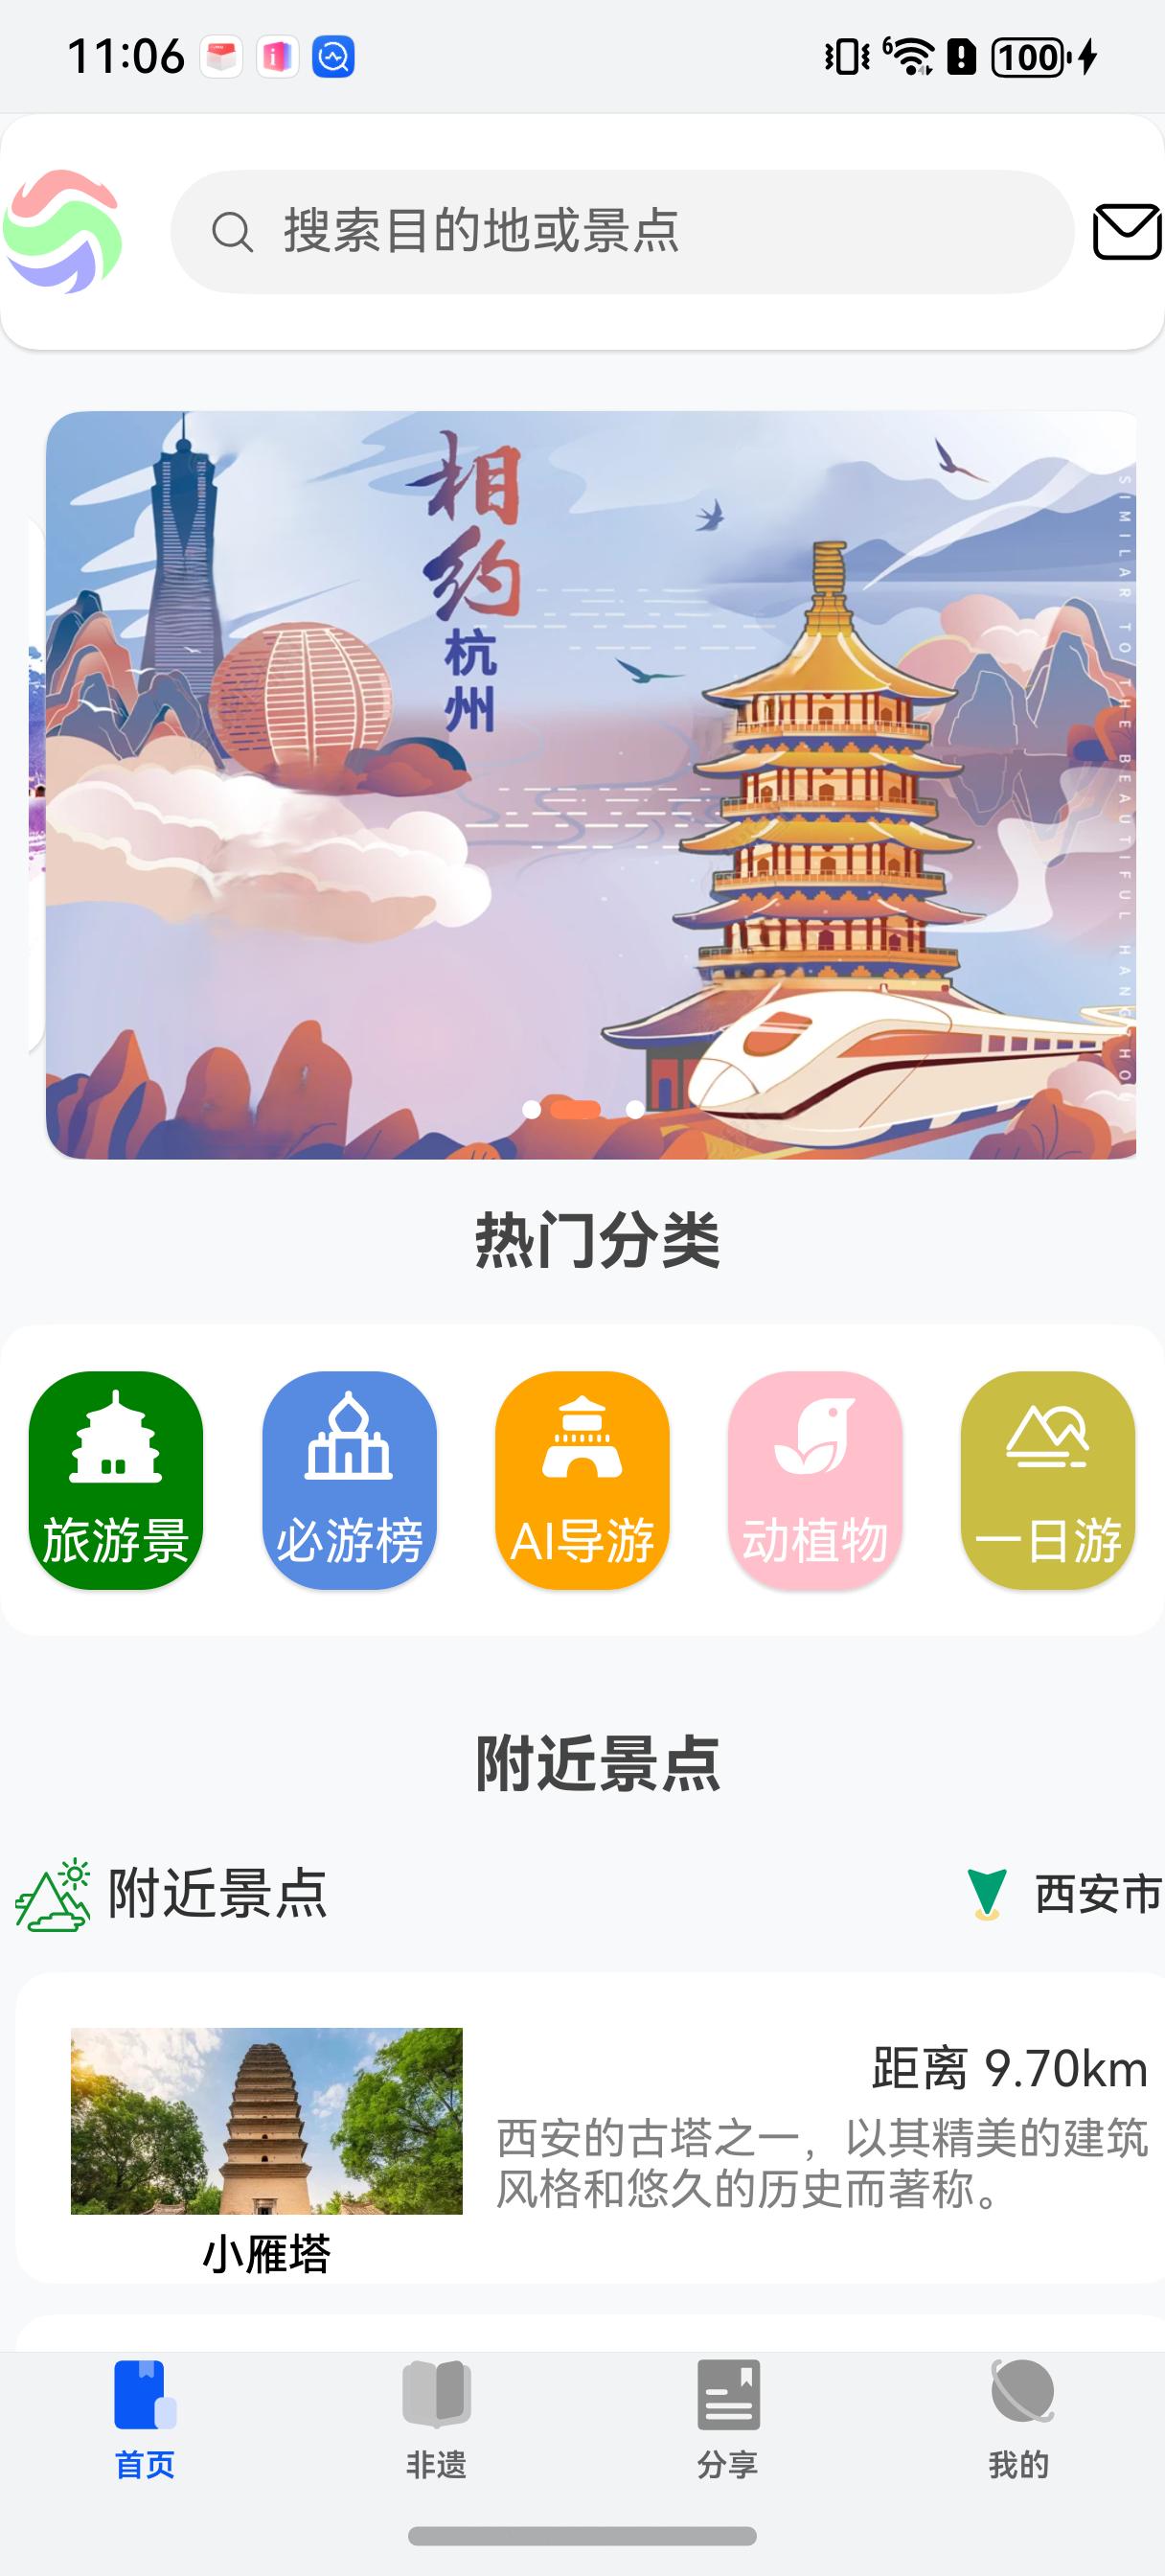 11:06
6
100
搜索目的地或景点
相约
杭州
SIMILAR TO THE BEAUTIFUL HANGZHOU
热门分类
旅游景
必游榜
AI导游
动植物
一日游
附近景点
附近景点
西安市
距离 9.70km
西安的古塔之一，以其精美的建筑
风格和悠久的历史而著称。
小雁塔
首页
非遗
分享
我的